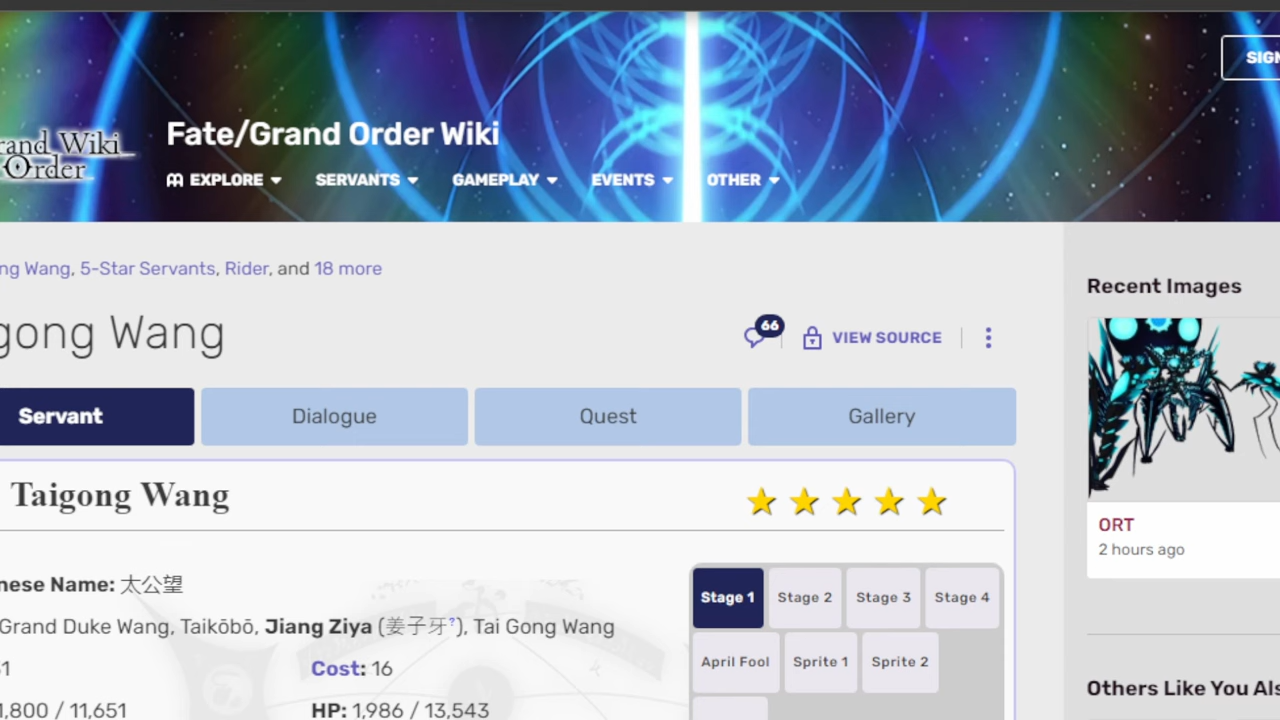 SIGN
Fate/Grand Order Wiki
rand Wiki
Order
EXPLORE SERVANTS GAMEPLAY EVENTS OTHER
ng Wang, 5-Star Servants, Rider, and 18 more
Recent Images
gong Wang
66
VIEW SOURCE
Servant Dialogue Quest Gallery
Taigong Wang
ORT
2 hours ago
nese Name: 太公望
Stage 1 Stage 2 Stage 3 Stage 4
Grand Duke Wang, Taikōbō, Jiang Ziya (姜子牙?), Tai Gong Wang
April Fool Sprite 1 Sprite 2
1 Cost: 16
Others Like You Als
1,800 / 11,651 HP: 1,986 / 13,543